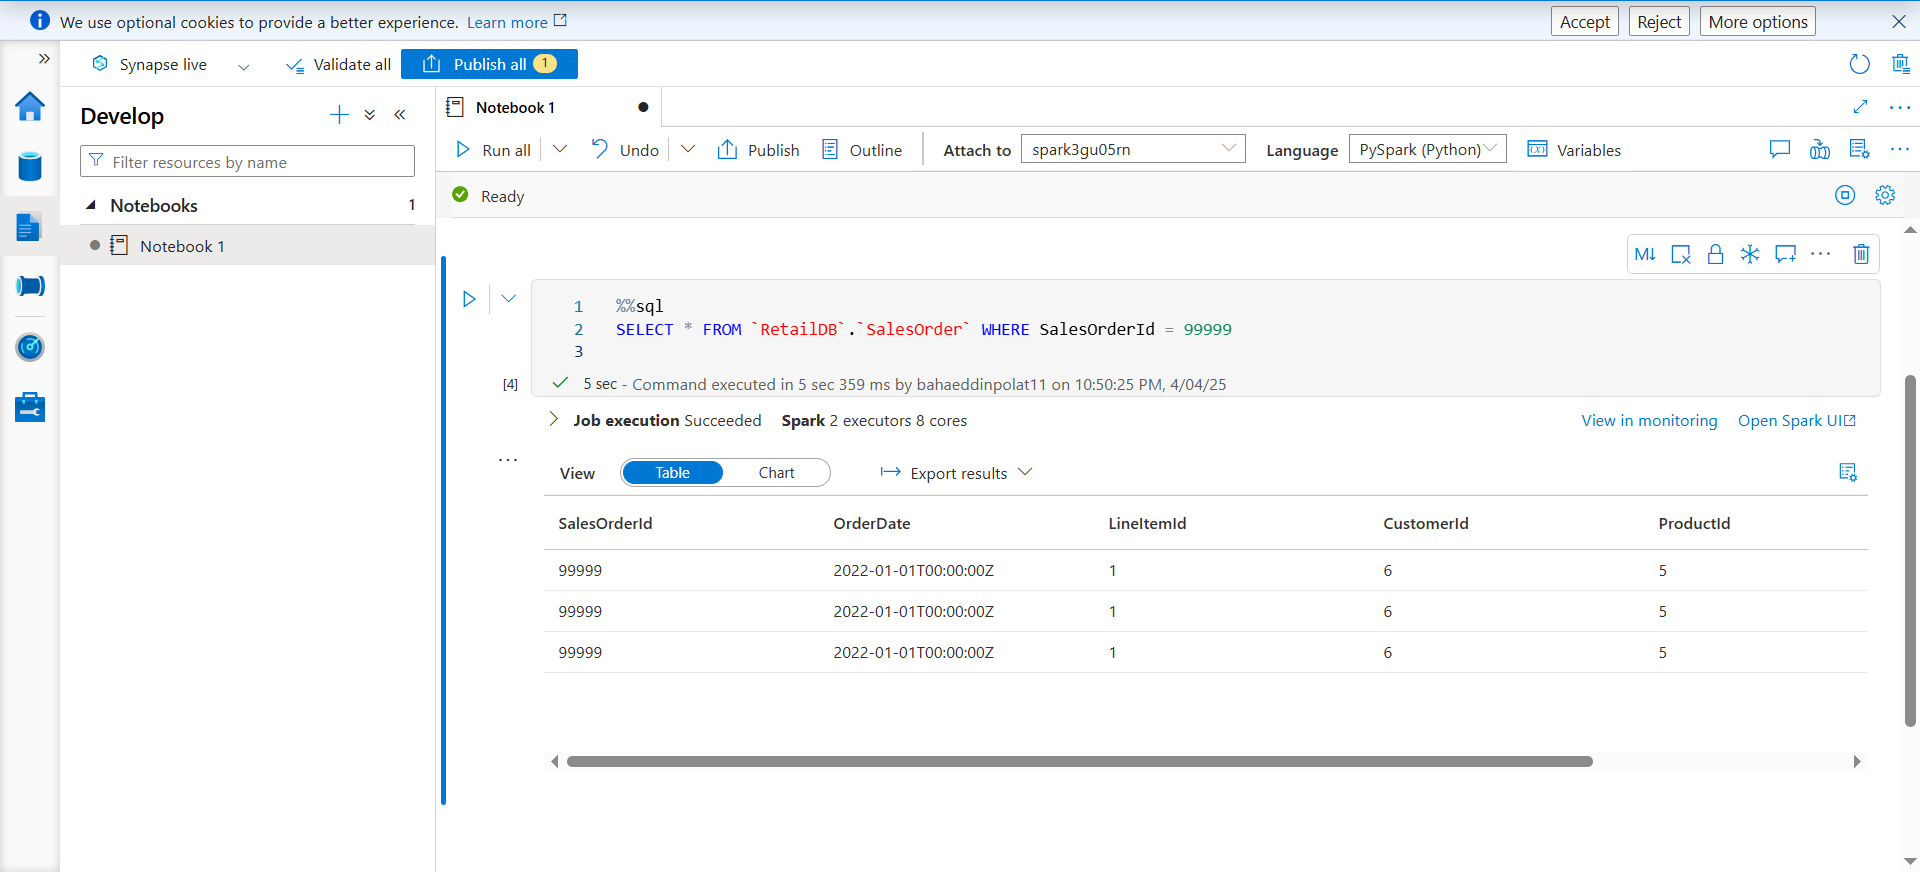 We use optional cookies to provide a better experience. Learn more
Accept
Reject
More options
Synapse live
Validate all
Publish all 1
Develop
Filter resources by name
Notebooks 1
Notebook 1
Notebook 1
Run all
Undo
Publish
Outline
Attach to spark3gu05rn
Language PySpark (Python)
Variables
Ready
M↓
1 %%sql
2 SELECT * FROM `RetailDB`.`SalesOrder` WHERE SalesOrderId = 99999
3
[4] 5 sec - Command executed in 5 sec 359 ms by bahaeddinpolat11 on 10:50:25 PM, 4/04/25
Job execution Succeeded Spark 2 executors 8 cores View in monitoring Open Spark UI
View Table Chart Export results
SalesOrderId OrderDate LineItemId CustomerId ProductId
99999 2022-01-01T00:00:00Z 1 6 5
99999 2022-01-01T00:00:00Z 1 6 5
99999 2022-01-01T00:00:00Z 1 6 5